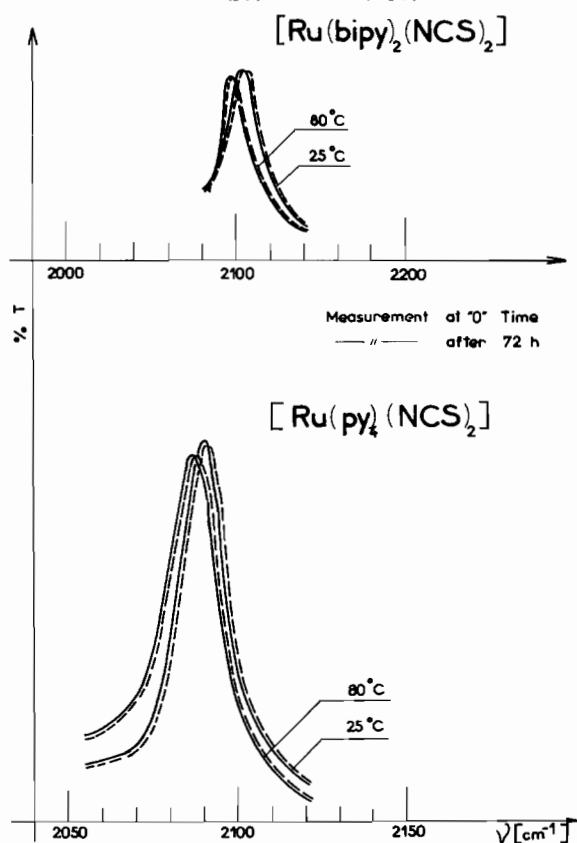 [Ru(bipy)₂(NCS)₂]
80°C
25°C
2000 2100 2200
% T
Measurement at "0" Time
—〃— after 72 h
[Ru(py)₄(NCS)₂]
80°C
25°C
2050 2100 2150 ν[cm⁻¹]